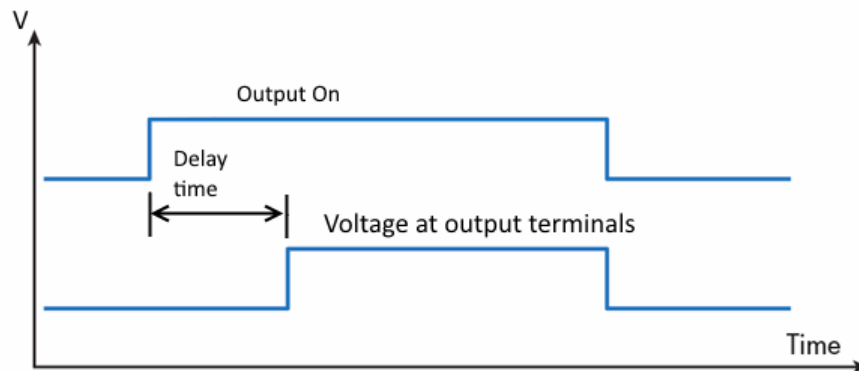 V
Output On
Delay
time
Voltage at output terminals
Time